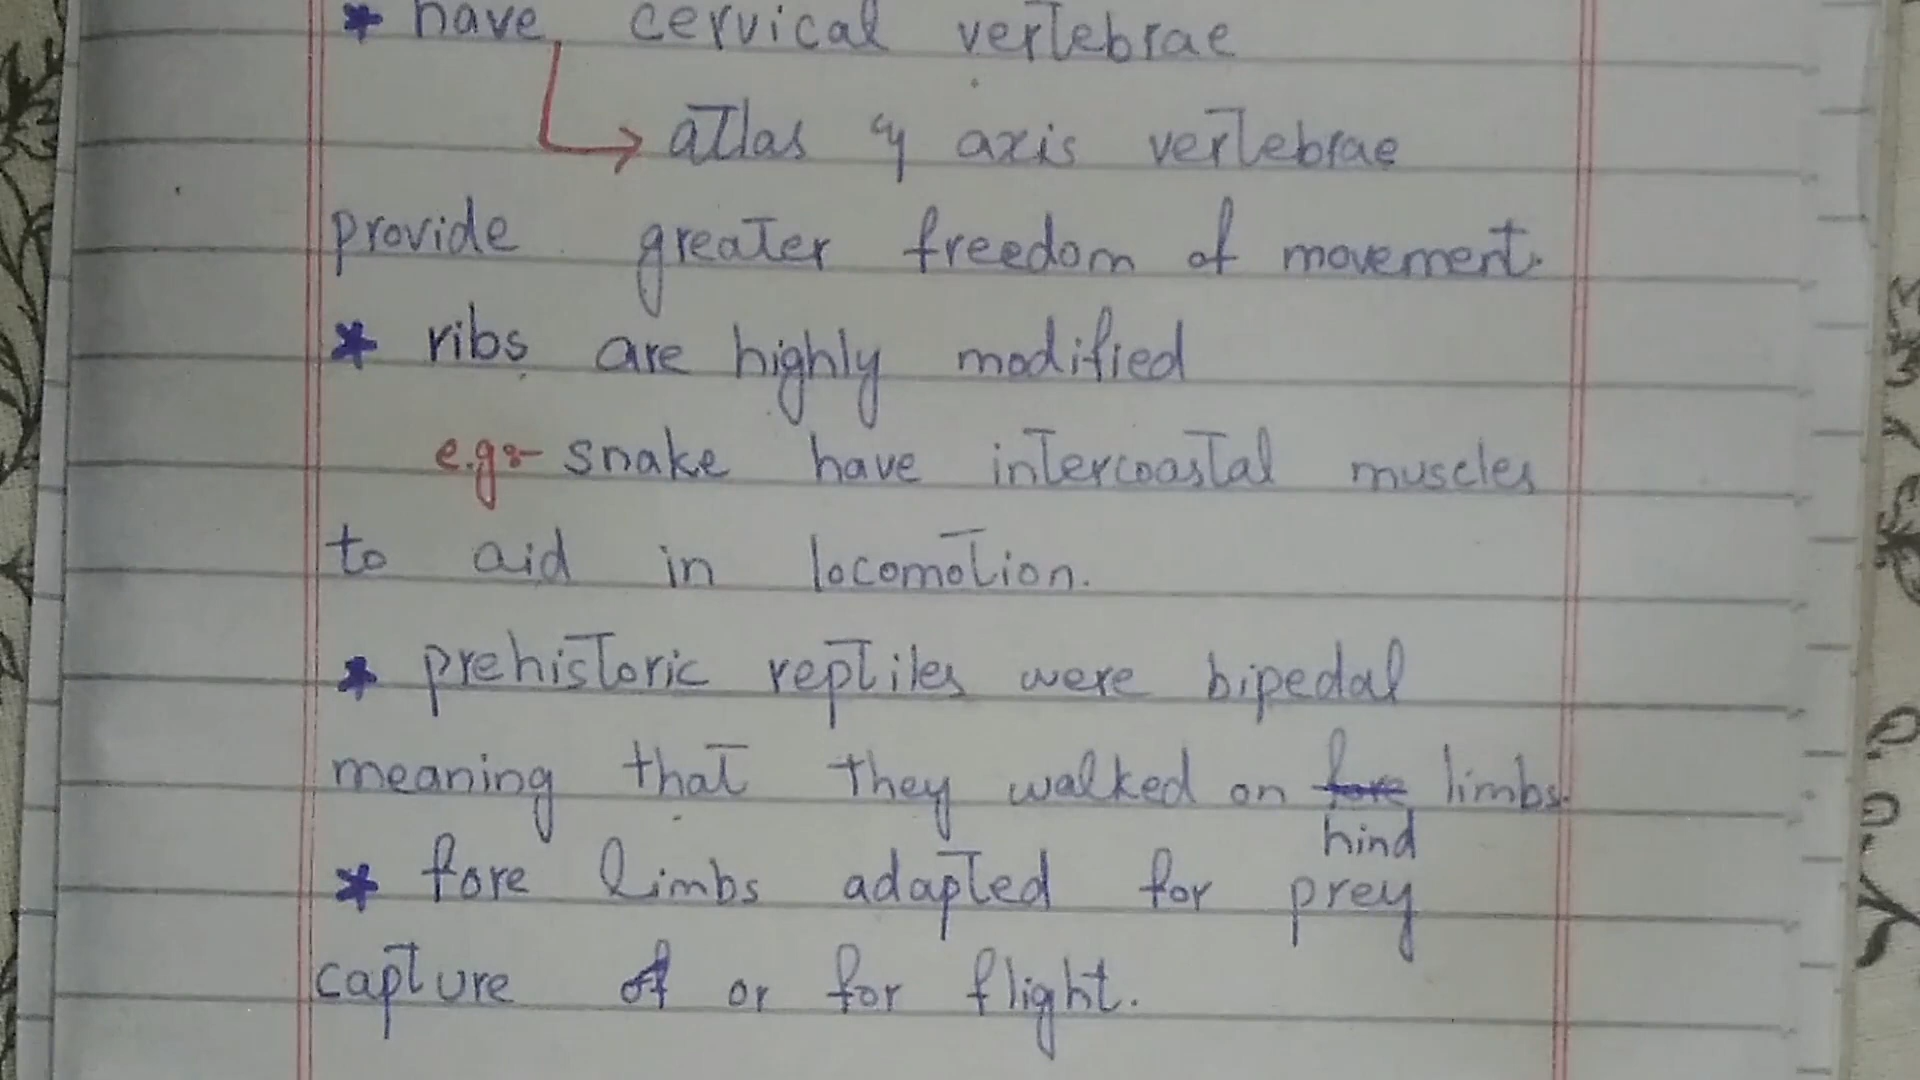 * have cervical vertebrae
→ atlas & axis vertebrae
provide greater freedom of movement.
* ribs are highly modified
e.g:- snake have intercoastal muscles
to aid in locomotion.
* prehistoric reptiles were bipedal
meaning that they walked on fore limbs.
hind
* fore limbs adapted for prey
capture of or for flight.